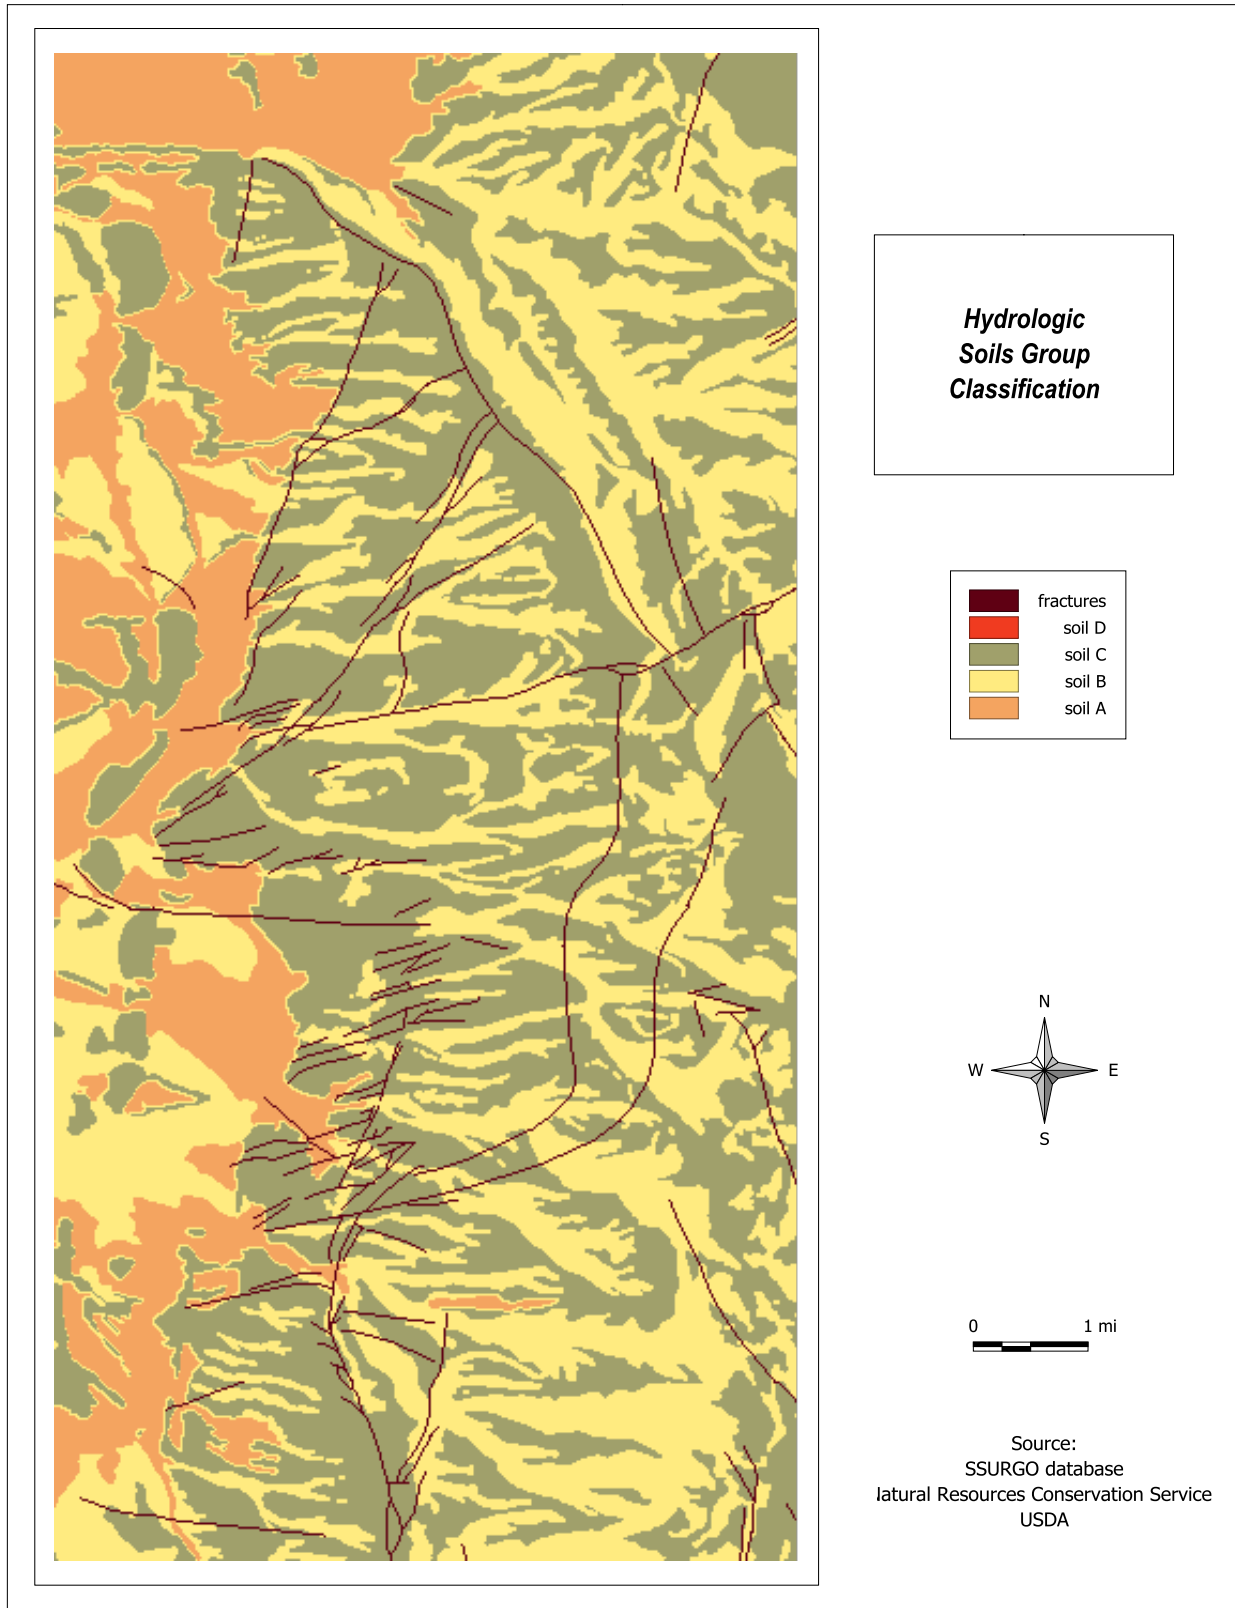 Hydrologic
Soils Group
Classification
fractures
soil D
soil C
soil B
soil A
N
W E
S
0 1 mi
Source:
SSURGO database
atural Resources Conservation Service
USDA